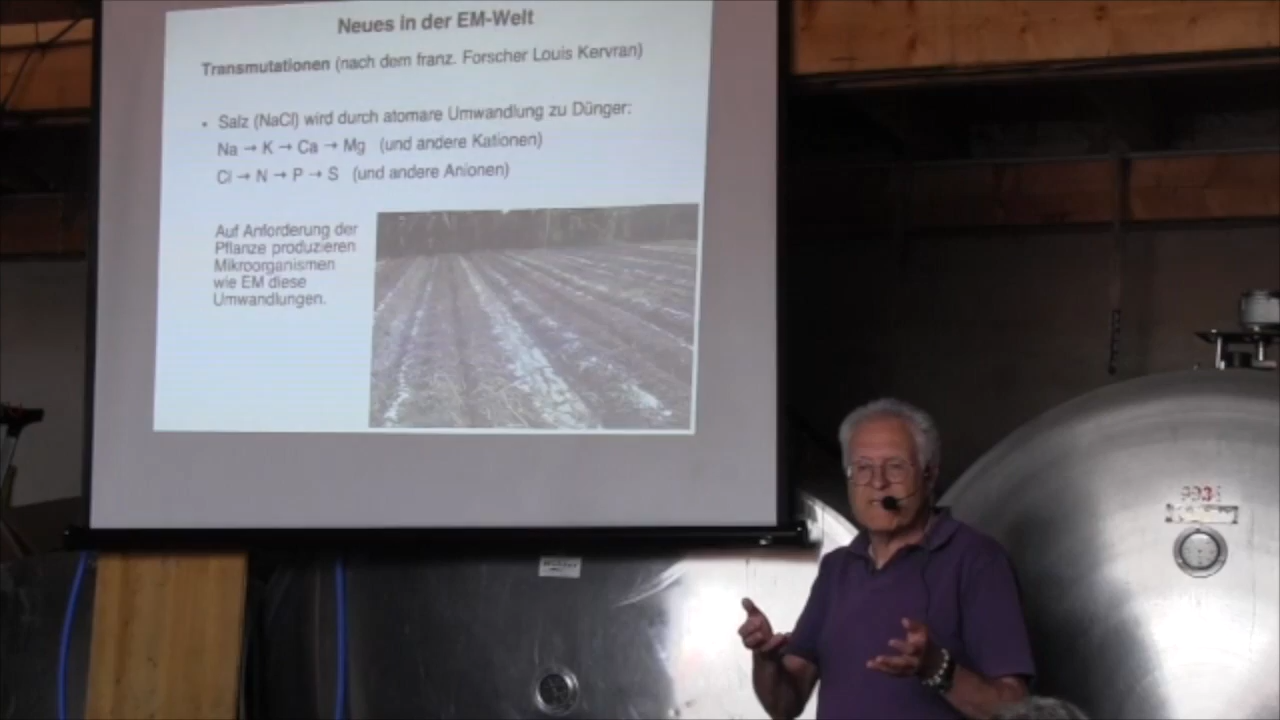 Neues in der EM-Welt
Transmutationen (nach dem franz. Forscher Louis Kervran)
• Salz (NaCl) wird durch atomare Umwandlung zu Dünger:
Na → K → Ca → Mg (und andere Kationen)
Cl → N → P → S (und andere Anionen)
Auf Anforderung der
Pflanze produzieren
Mikroorganismen
wie EM diese
Umwandlungen.